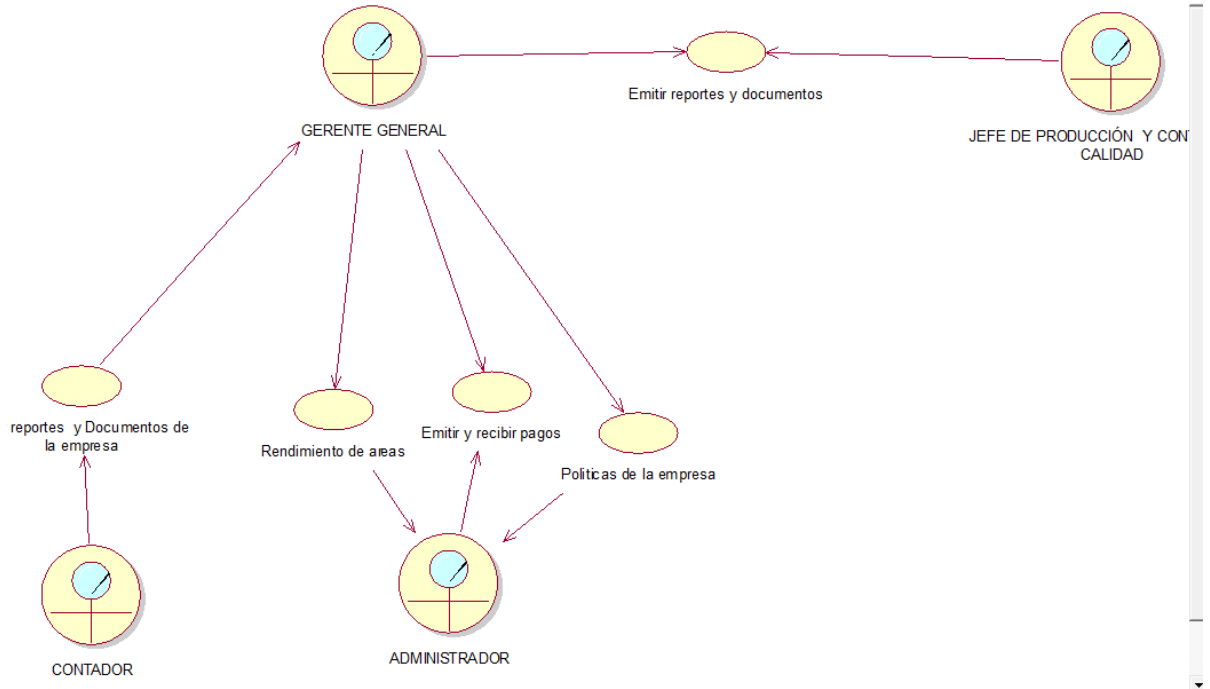 Emitir reportes y documentos
GERENTE GENERAL
JEFE DE PRODUCCIÓN Y
CALIDAD
reportes y Documentos de
la empresa
Rendimiento de areas
Emitir y recibir pagos
Politicas de la empresa
CONTADOR
ADMINISTRADOR